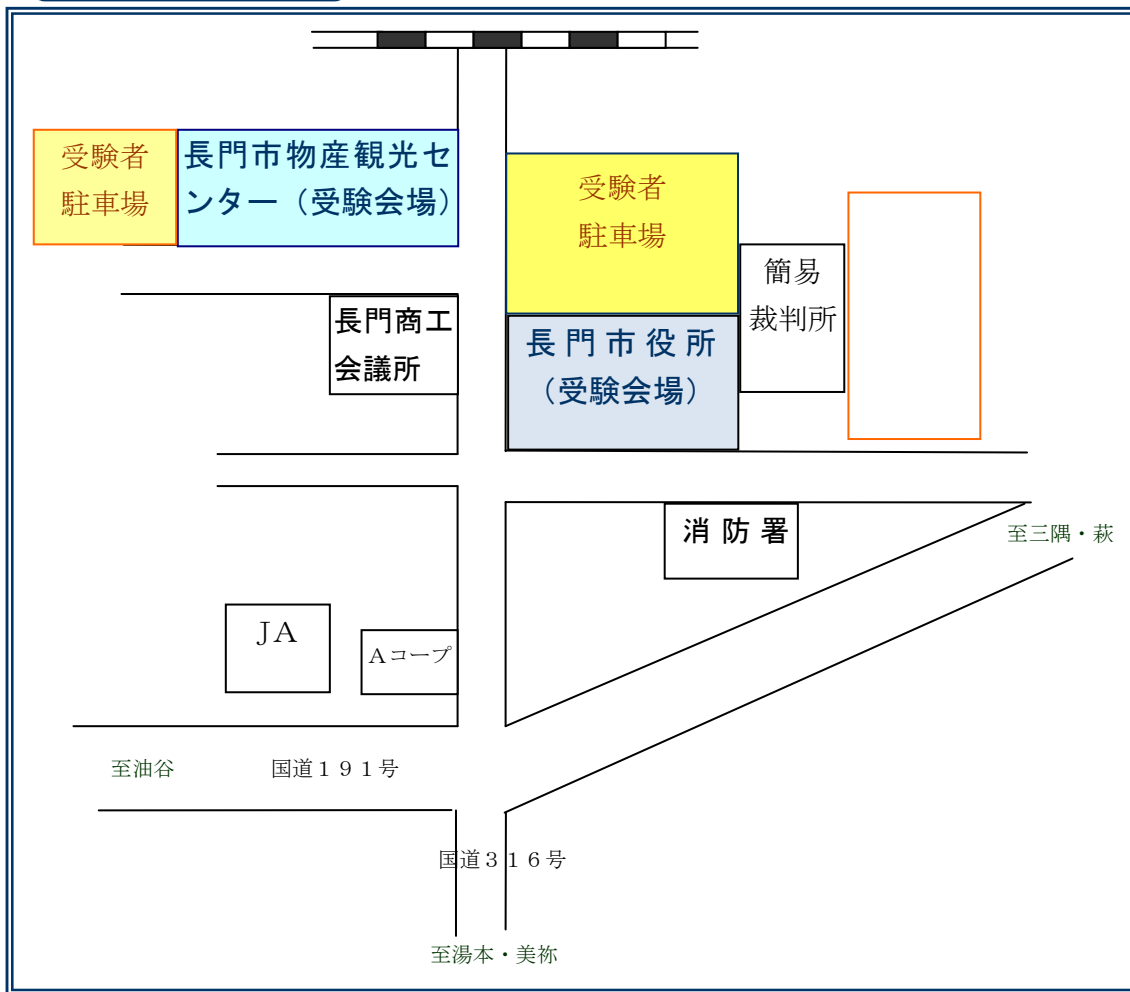 受験者
駐車場
長門市物産観光セ
ンター（受験会場）
受験者
駐車場
簡易
裁判所
長門商工
会議所
長門市役所
（受験会場）
消防署
至三隅・萩
ＪＡ
Ａコープ
至油谷
国道１９１号
国道３１６号
至湯本・美祢